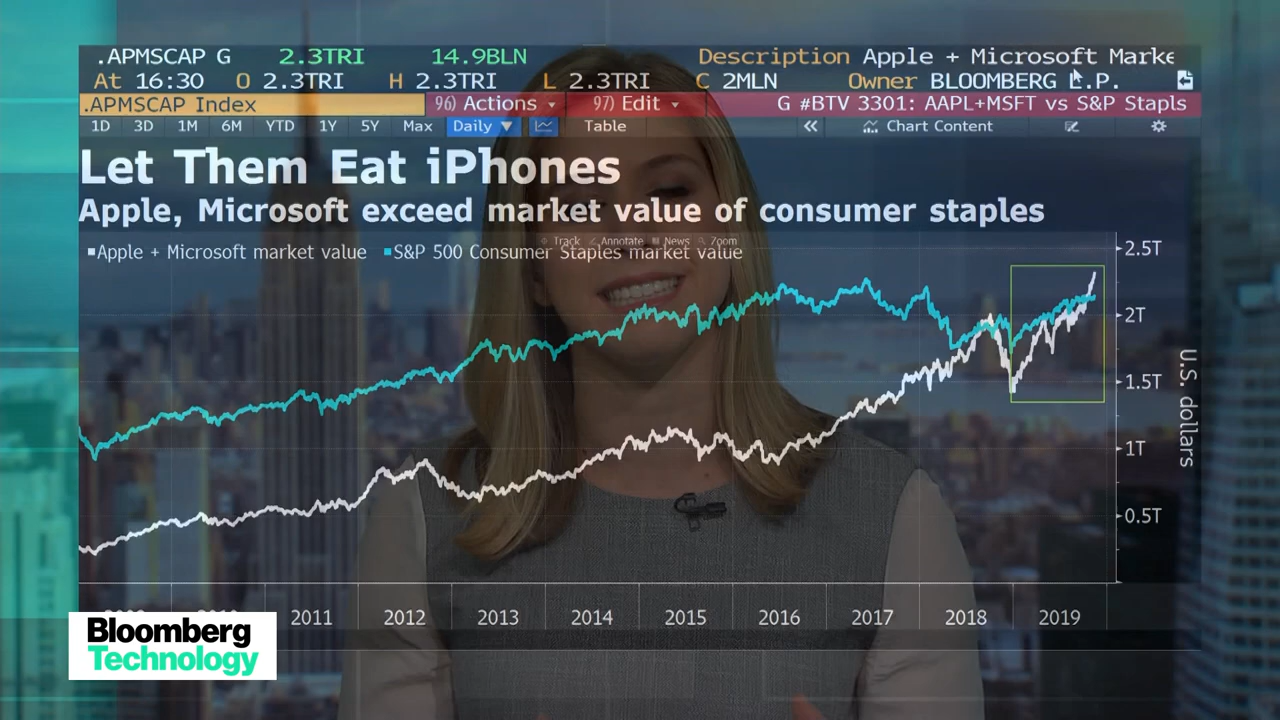 .APMSCAP G 2.3TRI 14.9BLN Description Apple + Microsoft Marke
At 16:30 O 2.3TRI H 2.3TRI L 2.3TRI C 2MLN Owner BLOOMBERG L.P.
.APMSCAP Index 96) Actions 97) Edit G #BTV 3301: AAPL+MSFT vs S&P Stapls
1D 3D 1M 6M YTD 1Y 5Y Max Daily ▼ Table « Chart Content
Let Them Eat iPhones
Apple, Microsoft exceed market value of consumer staples
Track Annotate News Zoom
Apple + Microsoft market value S&P 500 Consumer Staples market value
2.5T
2T
1.5T
1T
0.5T
U.S. dollars
2011 2012 2013 2014 2015 2016 2017 2018 2019
Bloomberg
Technology